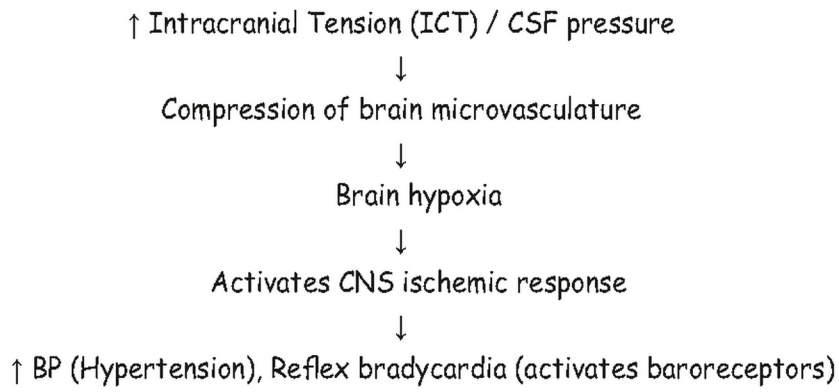 ↑ Intracranial Tension (ICT) / CSF pressure
↓
Compression of brain microvasculature
↓
Brain hypoxia
↓
Activates CNS ischemic response
↓
↑ BP (Hypertension), Reflex bradycardia (activates baroreceptors)